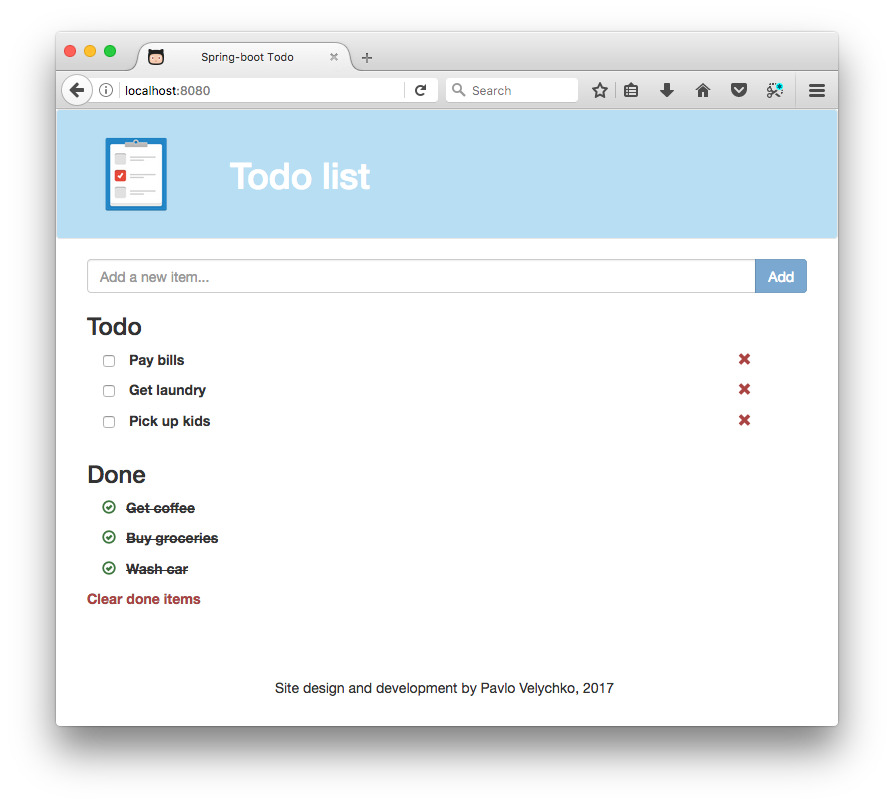 Spring-boot Todo
localhost:8080
Search
Todo list
Add a new item...
Add
Todo
Pay bills
Get laundry
Pick up kids
Done
Get coffee
Buy groceries
Wash car
Clear done items
Site design and development by Pavlo Velychko, 2017